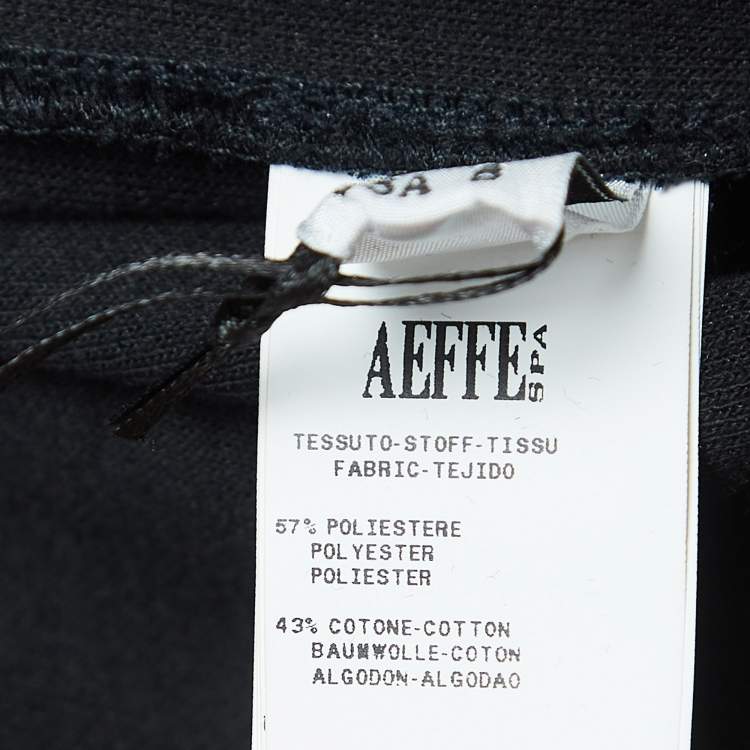 AEFFE SPA
TESSUTO-STOFF-TISSU
FABRIC-TEJIDO
57% POLIESTERE
POLYESTER
POLIESTER
43% COTONE-COTTON
BAUMWOLLE-COTON
ALGODON-ALGODAO